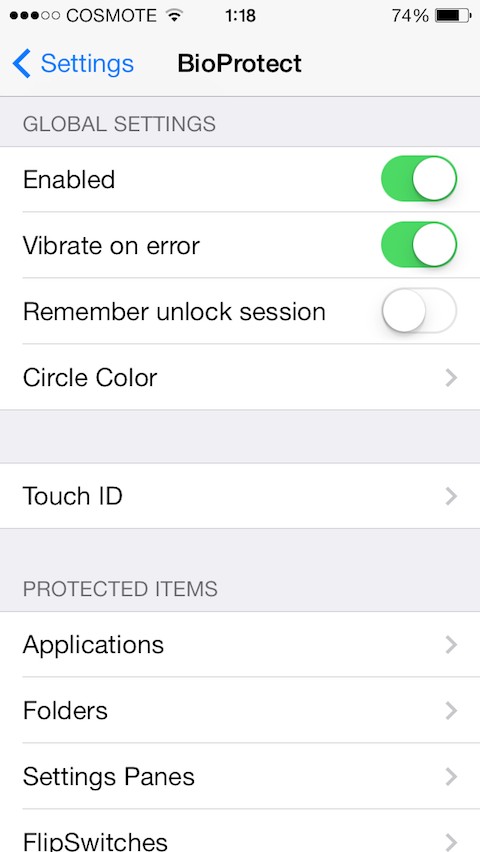 COSMOTE 1:18 74%
Settings BioProtect
GLOBAL SETTINGS
Enabled
Vibrate on error
Remember unlock session
Circle Color
Touch ID
PROTECTED ITEMS
Applications
Folders
Settings Panes
FlipSwitches